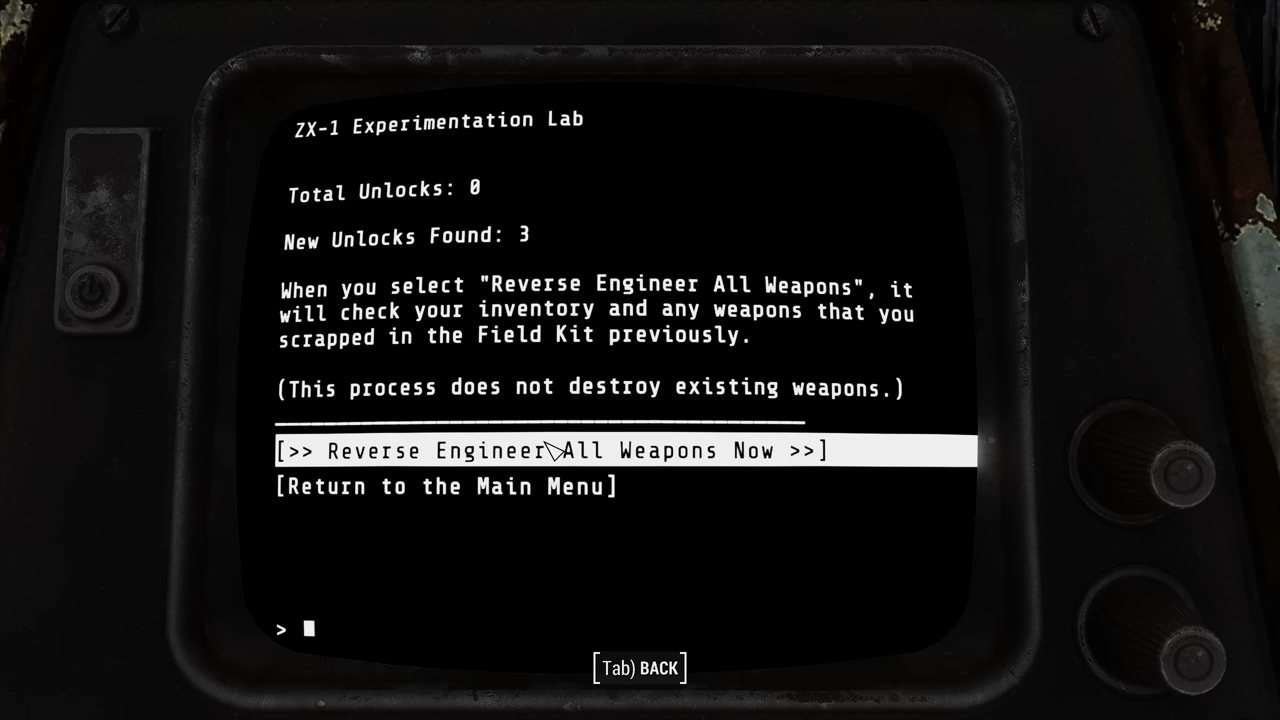 ZX-1 Experimentation Lab
Total Unlocks: 0
New Unlocks Found: 3
When you select "Reverse Engineer All Weapons", it
will check your inventory and any weapons that you
scrapped in the Field Kit previously.
(This process does not destroy existing weapons.)
[>> Reverse Engineer All Weapons Now >>]
[Return to the Main Menu]
>
[Tab) BACK]